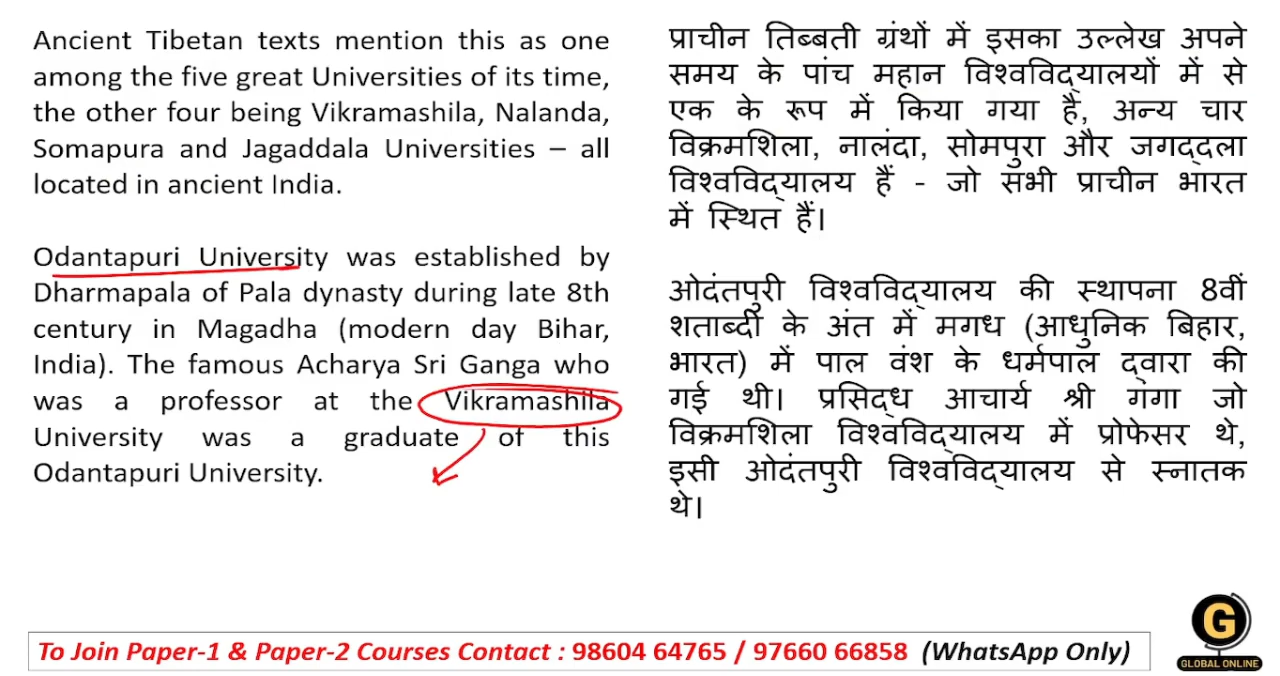 Ancient Tibetan texts mention this as one
among the five great Universities of its time,
the other four being Vikramashila, Nalanda,
Somapura and Jagaddala Universities – all
located in ancient India.
Odantapuri University was established by
Dharmapala of Pala dynasty during late 8th
century in Magadha (modern day Bihar,
India). The famous Acharya Sri Ganga who
was a professor at the Vikramashila
University was a graduate of this
Odantapuri University.
प्राचीन तिब्बती ग्रंथों में इसका उल्लेख अपने
समय के पांच महान विश्वविद्यालयों में से
एक के रूप में किया गया है, अन्य चार
विक्रमशिला, नालंदा, सोमपुरा और जगद्दला
विश्वविद्यालय हैं - जो सभी प्राचीन भारत
में स्थित हैं।
ओदंतपुरी विश्वविद्यालय की स्थापना 8वीं
शताब्दी के अंत में मगध (आधुनिक बिहार,
भारत) में पाल वंश के धर्मपाल द्वारा की
गई थी। प्रसिद्ध आचार्य श्री गंगा जो
विक्रमशिला विश्वविद्यालय में प्रोफेसर थे,
इसी ओदंतपुरी विश्वविद्यालय से स्नातक
थे।
To Join Paper-1 & Paper-2 Courses Contact : 98604 64765 / 97660 66858 (WhatsApp Only)
G
GLOBAL ONLINE